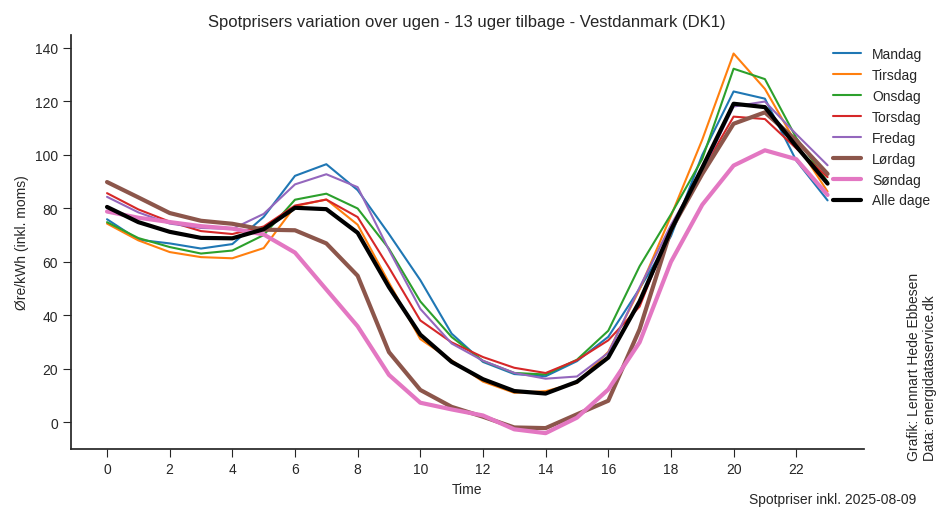 Spotprisers variation over ugen - 13 uger tilbage - Vestdanmark (DK1)
Øre/kWh (inkl. moms)
140
120
100
80
60
40
20
0
0 2 4 6 8 10 12 14 16 18 20 22
Time
Mandag
Tirsdag
Onsdag
Torsdag
Fredag
Lørdag
Søndag
Alle dage
Grafik: Lennart Hede Ebbesen
Data: energidataservice.dk
Spotpriser inkl. 2025-08-09